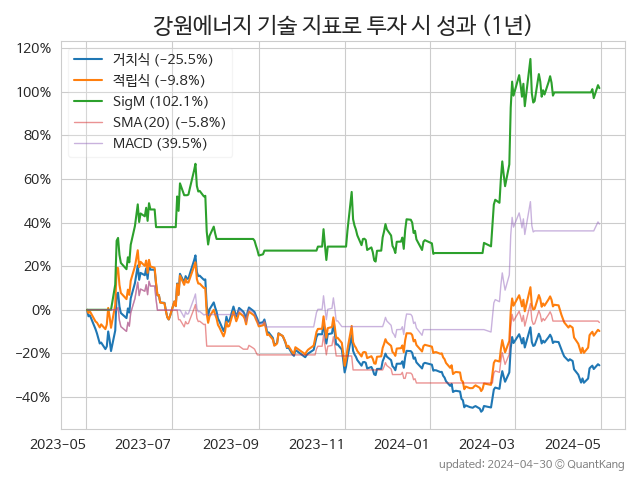 강원에너지 기술 지표로 투자 시 성과 (1년)
거치식 (−25.5%)
적립식 (−9.8%)
SigM (102.1%)
SMA(20) (−5.8%)
MACD (39.5%)
120%
100%
80%
60%
40%
20%
0%
−20%
−40%
2023-05 2023-07 2023-09 2023-11 2024-01 2024-03 2024-05
updated: 2024-04-30 © QuantKang